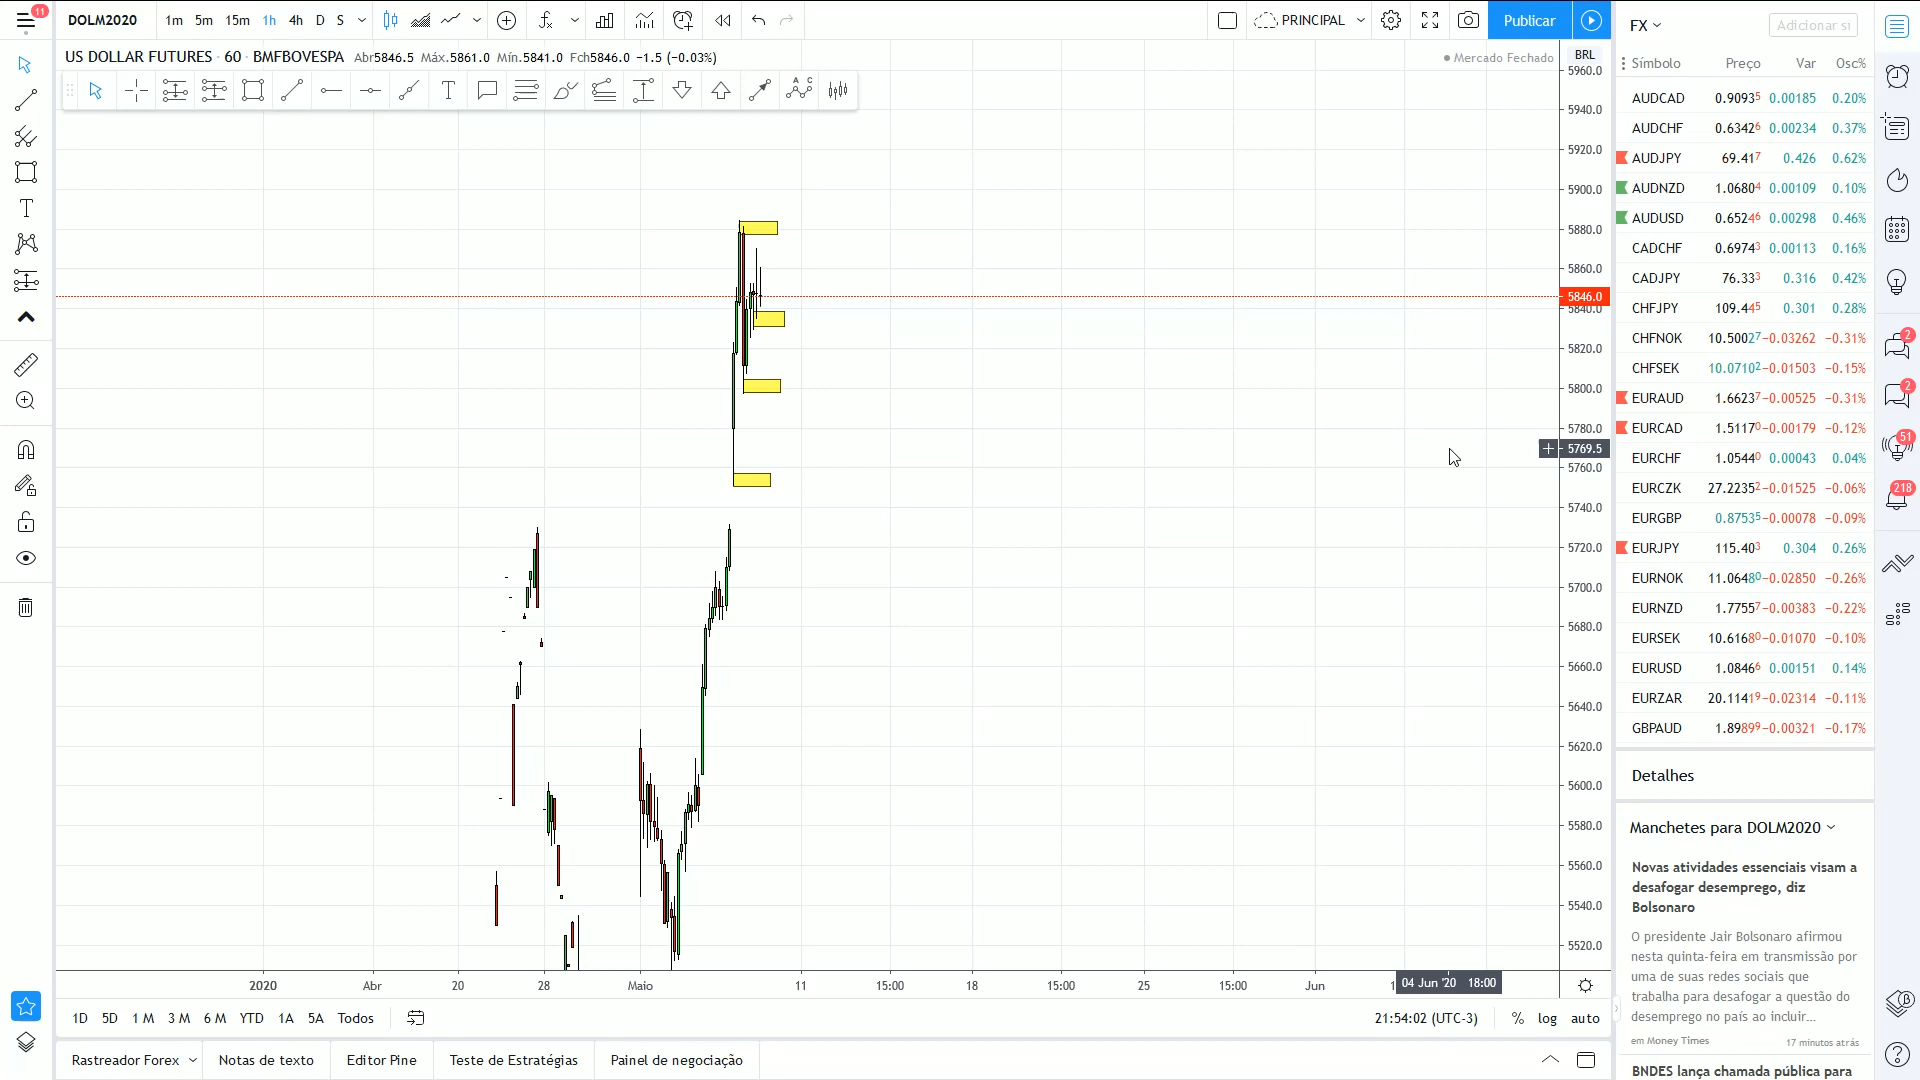 11
DOLM2020
1m 5m 15m 1h 4h D S
PRINCIPAL
Publicar
US DOLLAR FUTURES · 60 · BMFBOVESPA Abr5846.5 Máx.5861.0 Mín.5841.0 Fch5846.0 −1.5 (−0.03%)
Mercado Fechado
BRL
5960.0
5940.0
5920.0
5900.0
5880.0
5860.0
5846.0
5840.0
5820.0
5800.0
5780.0
5769.5
5760.0
5740.0
5720.0
5700.0
5680.0
5660.0
5640.0
5620.0
5600.0
5580.0
5560.0
5540.0
5520.0
2020 Abr 20 28 Maio 11 15:00 18 15:00 25 15:00 Jun 1
04 Jun '20 18:00
1D 5D 1 M 3 M 6 M YTD 1A 5A Todos
21:54:02 (UTC-3) % log auto
Rastreador Forex Notas de texto Editor Pine Teste de Estratégias Painel de negociação
FX
Adicionar sí
Símbolo Preço Var Osc%
AUDCAD 0.90935 0.00185 0.20%
AUDCHF 0.63426 0.00234 0.37%
AUDJPY 69.417 0.426 0.62%
AUDNZD 1.06804 0.00109 0.10%
AUDUSD 0.65246 0.00298 0.46%
CADCHF 0.69743 0.00113 0.16%
CADJPY 76.333 0.316 0.42%
CHFJPY 109.445 0.301 0.28%
CHFNOK 10.50027 −0.03262 −0.31%
CHFSEK 10.07102 −0.01503 −0.15%
EURAUD 1.66237 −0.00525 −0.31%
EURCAD 1.51170 −0.00179 −0.12%
EURCHF 1.05440 0.00043 0.04%
EURCZK 27.22352 −0.01525 −0.06%
EURGBP 0.87535 −0.00078 −0.09%
EURJPY 115.403 0.304 0.26%
EURNOK 11.06480 −0.02850 −0.26%
EURNZD 1.77557 −0.00383 −0.22%
EURSEK 10.61680 −0.01070 −0.10%
EURUSD 1.08466 0.00151 0.14%
EURZAR 20.11419 −0.02314 −0.11%
GBPAUD 1.89899 −0.00321 −0.17%
Detalhes
Manchetes para DOLM2020
Novas atividades essenciais visam a
desafogar desemprego, diz
Bolsonaro
O presidente Jair Bolsonaro afirmou
nesta quinta-feira em transmissão por
uma de suas redes sociais que
trabalha para desafogar a questão do
desemprego no país ao incluir...
em Money Times 17 minutos atrás
BNDES lança chamada pública para
2
2
51
218